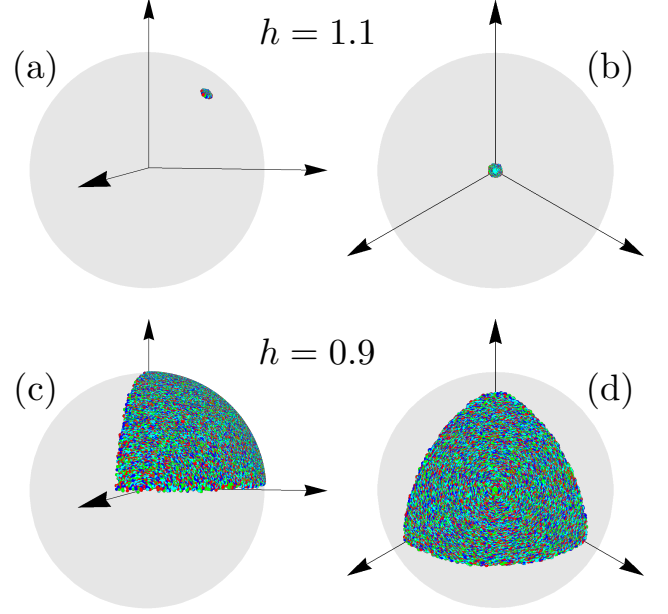 h = 1.1
(a)
(b)
h = 0.9
(c)
(d)